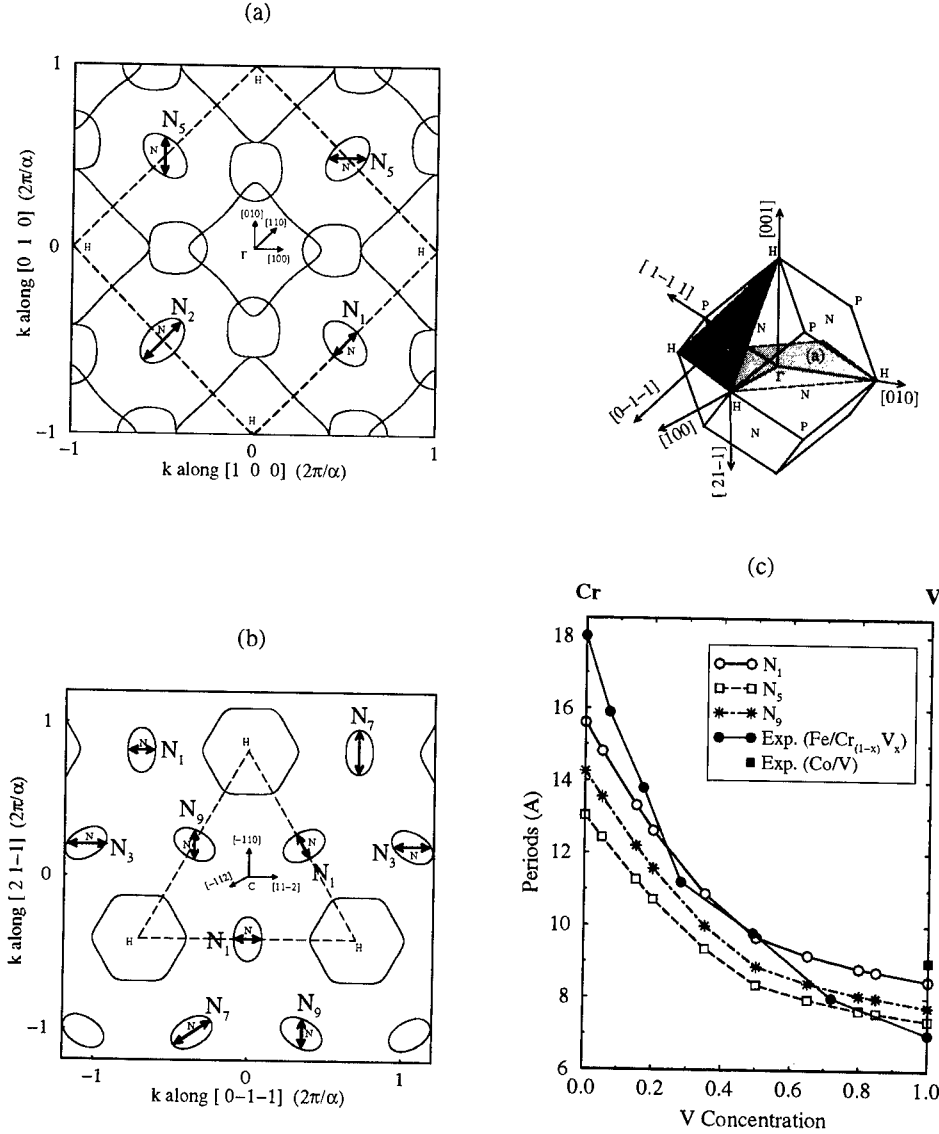 (a)
1
0
−1
−1
0
1
k along [0 1 0] (2π/α)
k along [1 0 0] (2π/α)
H
H
H
H
N₅
N
N₅
N
N₂
N
N₁
N
[010]
[110]
[100]
r
[001]
[1−1 1]
H
P
N
P
N
H
(a)
r
H
[010]
N
[0−1−1]
[100]
H
N
P
[21−1]
(b)
1
0
−1
−1
0
1
k along [2 1−1] (2π/α)
k along [0−1−1] (2π/α)
N₁
N
H
N₇
N
N₃
N
N₉
N
N₁
N
N₃
N
[−110]
[−112]
C
[11−2]
H
N₁
N
H
N₇
N
N₉
N
(c)
Cr
V
18
16
14
12
10
8
6
0.0
0.2
0.4
0.6
0.8
1.0
Periods (A)
V Concentration
N₁
N₅
N₉
Exp. (Fe/Cr₍₁₋ₓ₎Vₓ)
Exp. (Co/V)